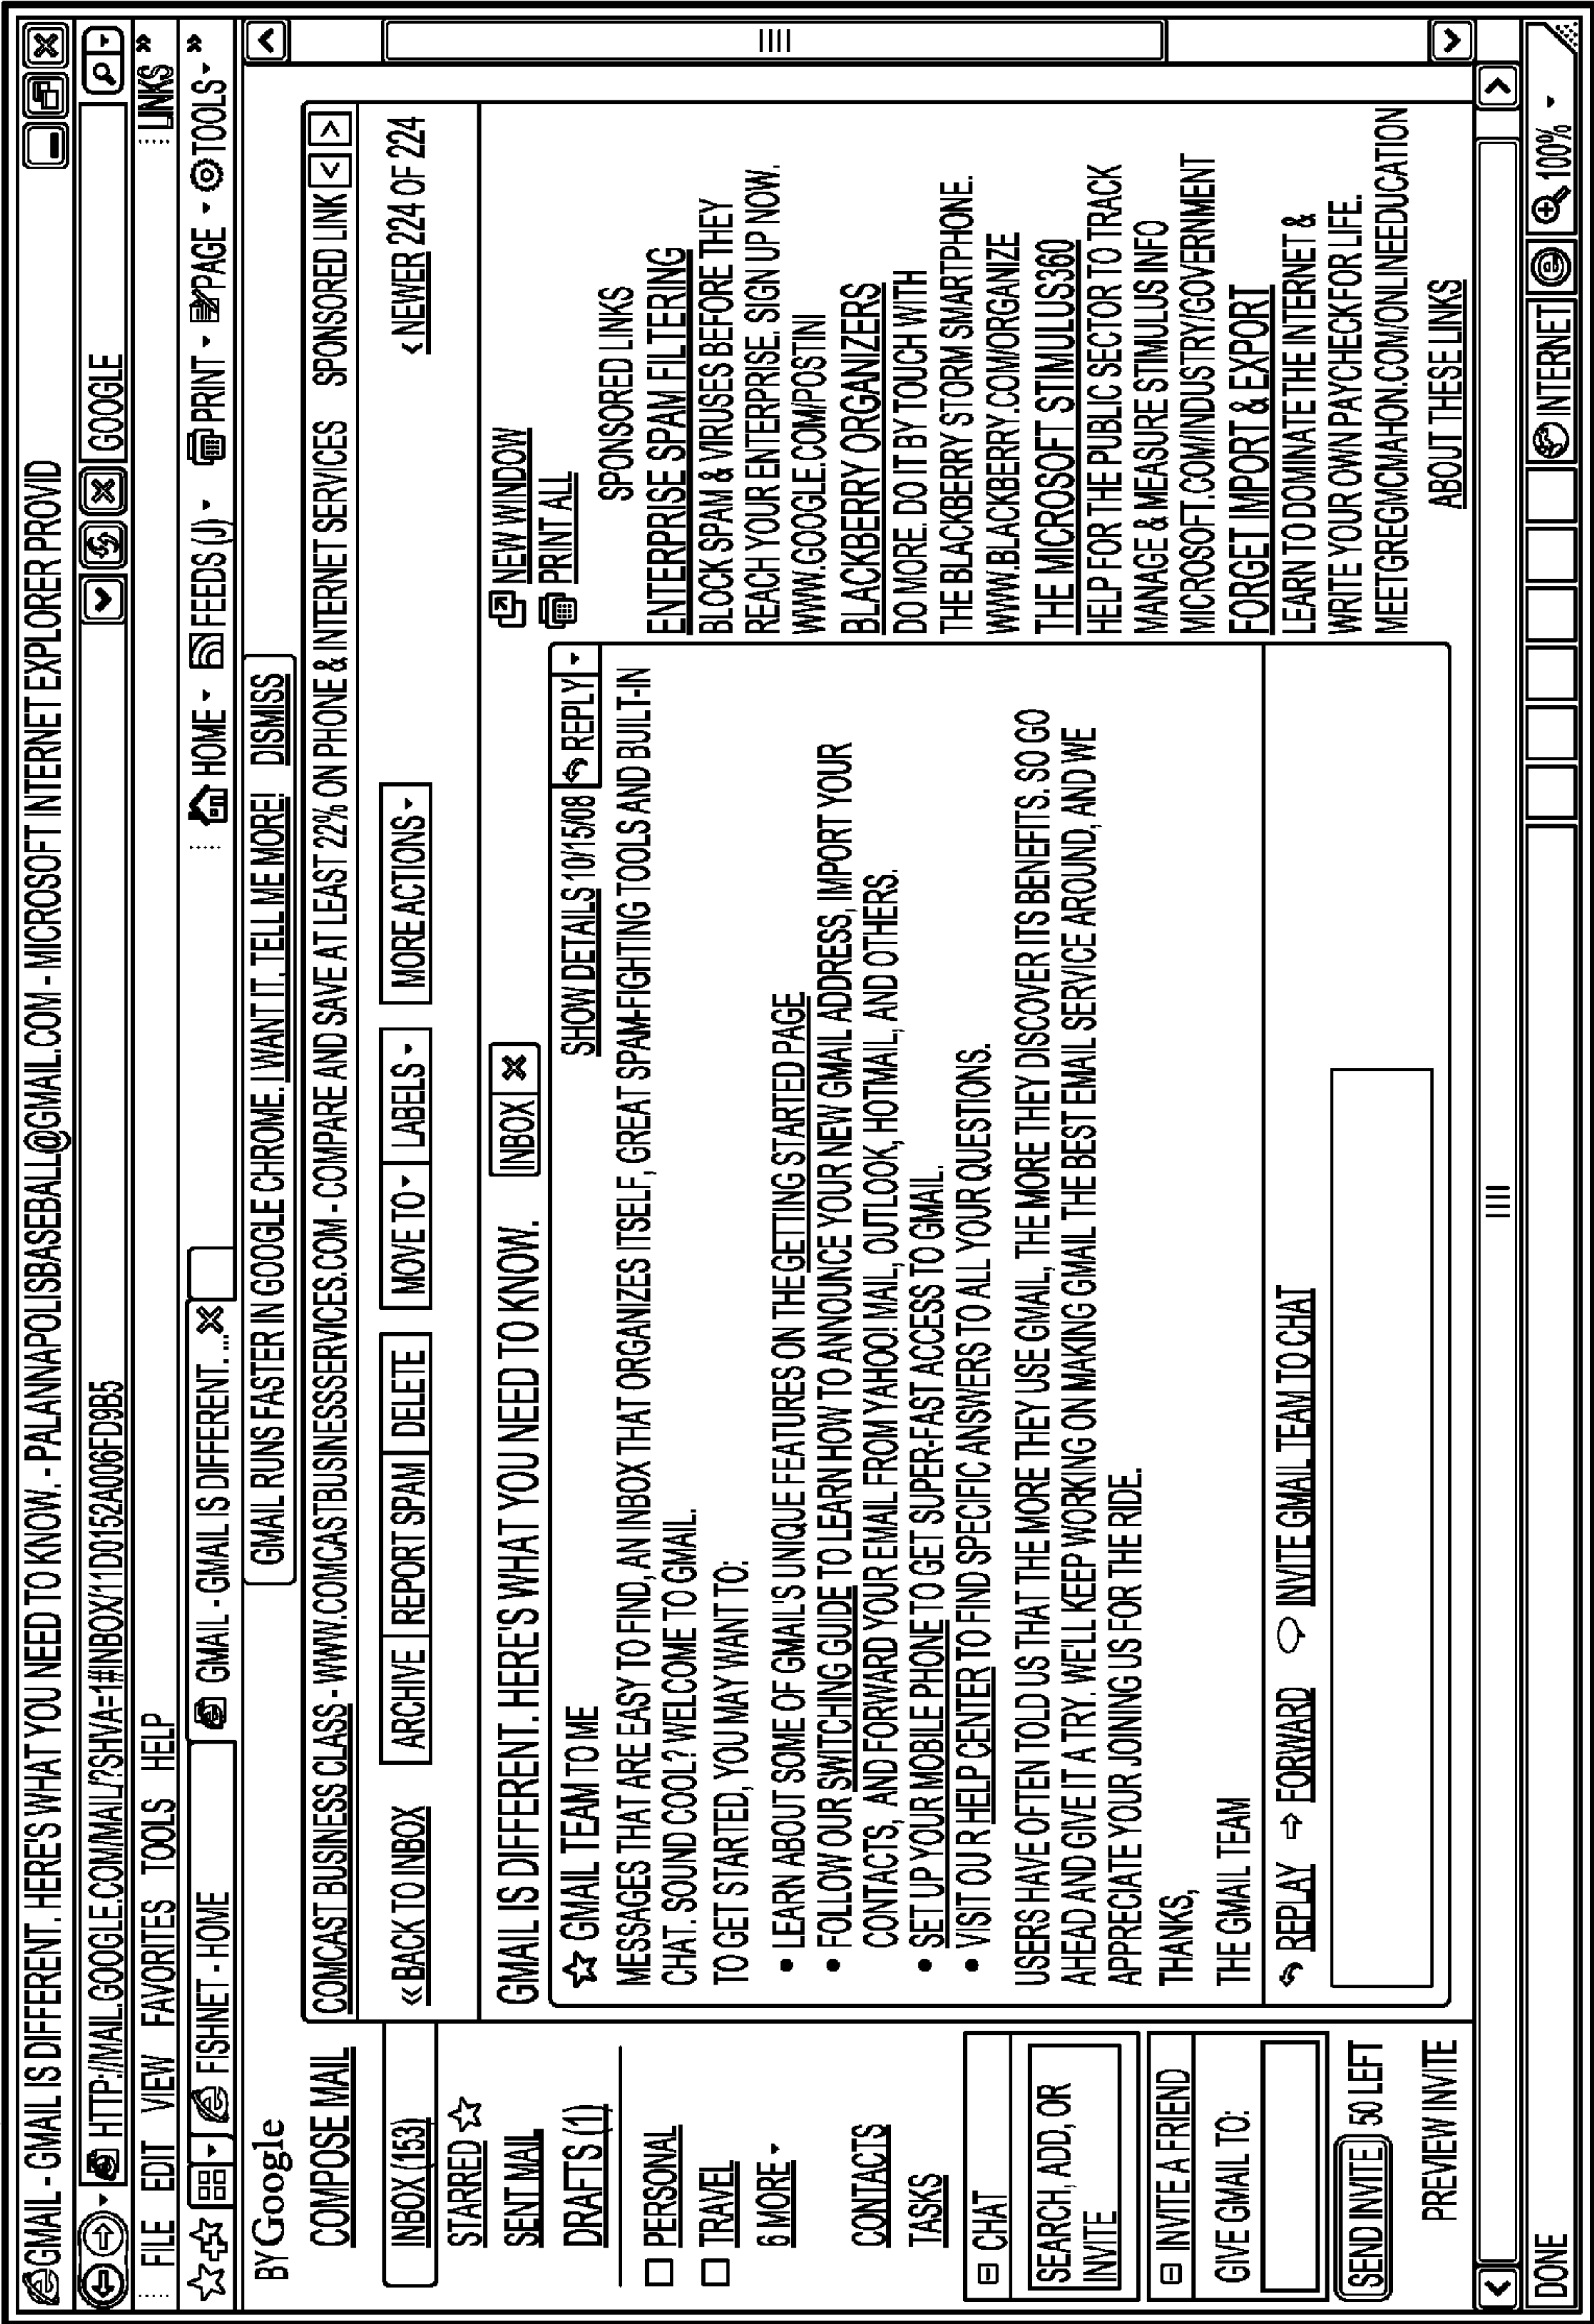 GMAIL - GMAIL IS DIFFERENT. HERE'S WHAT YOU NEED TO KNOW. - PALANNAPOLISBASEBALL@GMAIL.COM - MICROSOFT INTERNET EXPLORER PROVID
HTTP://MAIL.GOOGLE.COM/MAIL/?SHVA=1#INBOX/11D0152A006FD9B5
GOOGLE
FILE EDIT VIEW FAVORITES TOOLS HELP
LINKS
FISHNET - HOME
GMAIL - GMAIL IS DIFFERENT. ...
HOME
FEEDS (J)
PRINT
PAGE
TOOLS
BY Google
GMAIL RUNS FASTER IN GOOGLE CHROME. I WANT IT. TELL ME MORE! DISMISS
COMPOSE MAIL
INBOX (153)
STARRED
SENT MAIL
DRAFTS (1)
PERSONAL
TRAVEL
6 MORE
CONTACTS
TASKS
CHAT
SEARCH, ADD, OR
INVITE
INVITE A FRIEND
GIVE GMAIL TO:
SEND INVITE 50 LEFT
PREVIEW INVITE
COMCAST BUSINESS CLASS - WWW.COMCASTBUSINESSSERVICES.COM - COMPARE AND SAVE AT LEAST 22% ON PHONE & INTERNET SERVICES SPONSORED LINK < >
« BACK TO INBOX ARCHIVE REPORT SPAM DELETE MOVE TO LABELS MORE ACTIONS < NEWER 224 OF 224
GMAIL IS DIFFERENT. HERE'S WHAT YOU NEED TO KNOW. INBOX X
GMAIL TEAM TO ME SHOW DETAILS 10/15/08 REPLY
MESSAGES THAT ARE EASY TO FIND, AN INBOX THAT ORGANIZES ITSELF, GREAT SPAM-FIGHTING TOOLS AND BUILT-IN
CHAT. SOUND COOL? WELCOME TO GMAIL.
TO GET STARTED, YOU MAY WANT TO:
• LEARN ABOUT SOME OF GMAIL'S UNIQUE FEATURES ON THE GETTING STARTED PAGE
• FOLLOW OUR SWITCHING GUIDE TO LEARN HOW TO ANNOUNCE YOUR NEW GMAIL ADDRESS, IMPORT YOUR
CONTACTS, AND FORWARD YOUR EMAIL FROM YAHOO! MAIL, OUTLOOK, HOTMAIL, AND OTHERS.
• SET UP YOUR MOBILE PHONE TO GET SUPER-FAST ACCESS TO GMAIL.
• VISIT OUR HELP CENTER TO FIND SPECIFIC ANSWERS TO ALL YOUR QUESTIONS.
USERS HAVE OFTEN TOLD US THAT THE MORE THEY USE GMAIL, THE MORE THEY DISCOVER ITS BENEFITS. SO GO
AHEAD AND GIVE IT A TRY. WE'LL KEEP WORKING ON MAKING GMAIL THE BEST EMAIL SERVICE AROUND, AND WE
APPRECIATE YOUR JOINING US FOR THE RIDE.
THANKS,
THE GMAIL TEAM
REPLAY FORWARD INVITE GMAIL TEAM TO CHAT
NEW WINDOW
PRINT ALL
SPONSORED LINKS
ENTERPRISE SPAM FILTERING
BLOCK SPAM & VIRUSES BEFORE THEY
REACH YOUR ENTERPRISE. SIGN UP NOW.
WWW.GOOGLE.COM/POSTINI
BLACKBERRY ORGANIZERS
DO MORE. DO IT BY TOUCH WITH
THE BLACKBERRY STORM SMARTPHONE.
WWW.BLACKBERRY.COM/ORGANIZE
THE MICROSOFT STIMULUS360
HELP FOR THE PUBLIC SECTOR TO TRACK
MANAGE & MEASURE STIMULUS INFO
MICROSOFT.COM/INDUSTRY/GOVERNMENT
FORGET IMPORT & EXPORT
LEARN TO DOMINATE THE INTERNET &
WRITE YOUR OWN PAYCHECK FOR LIFE.
MEETGREGMCMAHON.COM/ONLINEEDUCATION
ABOUT THESE LINKS
DONE
INTERNET
100%